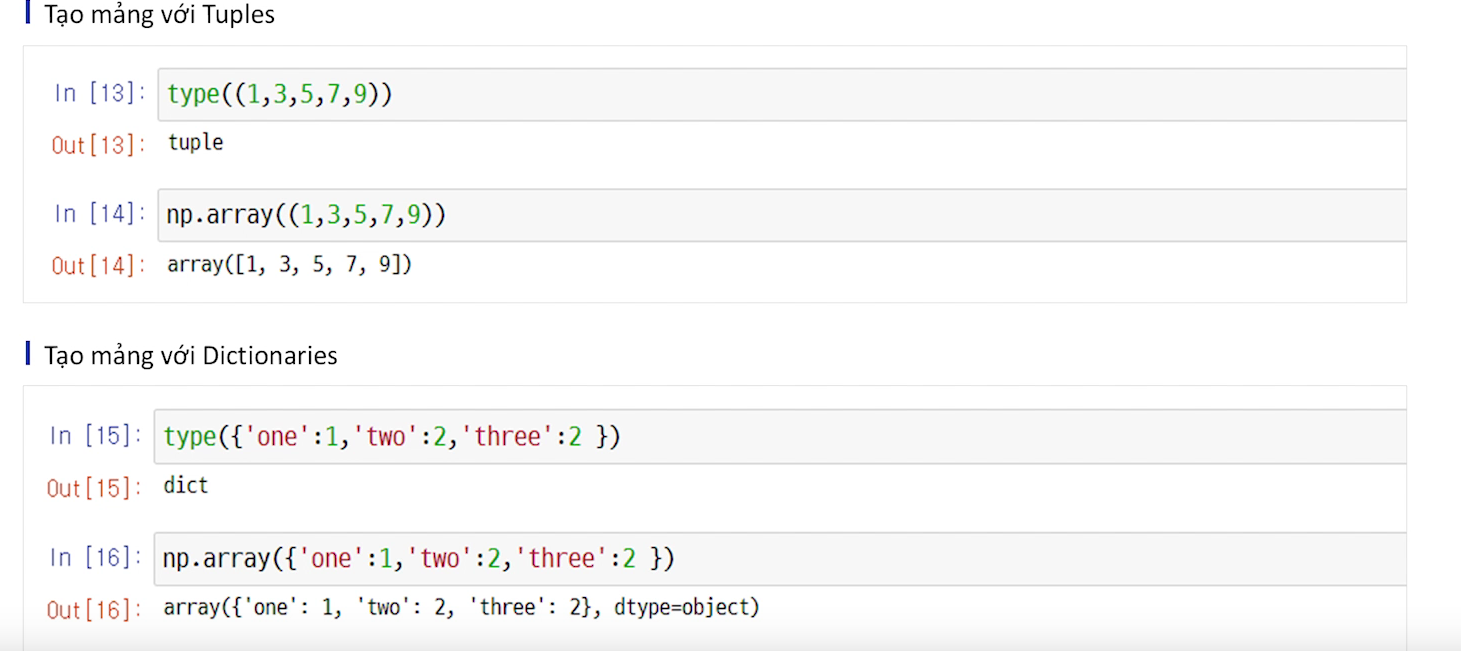 Tạo mảng với Tuples
In [13]: type((1,3,5,7,9))
Out[13]: tuple
In [14]: np.array((1,3,5,7,9))
Out[14]: array([1, 3, 5, 7, 9])
Tạo mảng với Dictionaries
In [15]: type({'one':1,'two':2,'three':2 })
Out[15]: dict
In [16]: np.array({'one':1,'two':2,'three':2 })
Out[16]: array({'one': 1, 'two': 2, 'three': 2}, dtype=object)